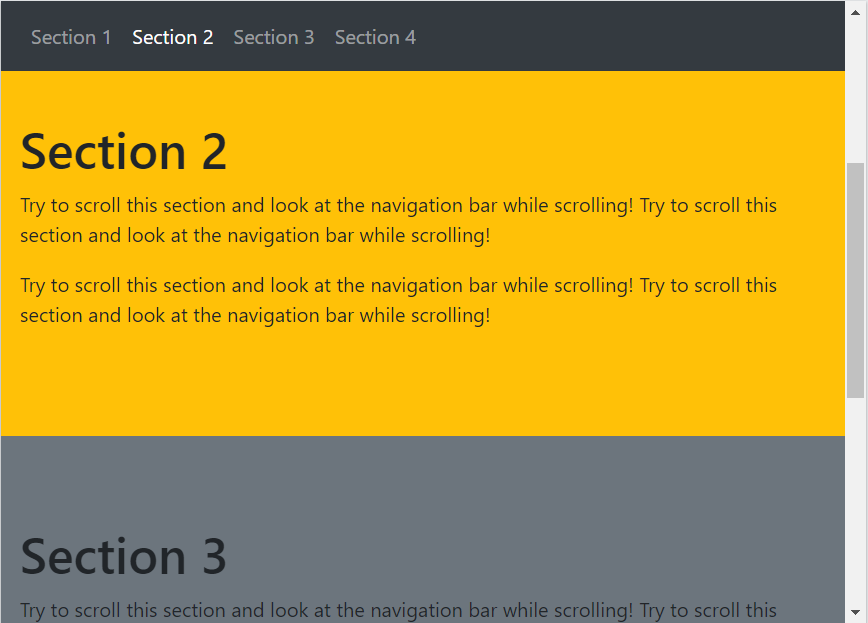 Section 1 Section 2 Section 3 Section 4
Section 2
Try to scroll this section and look at the navigation bar while scrolling! Try to scroll this
section and look at the navigation bar while scrolling!
Try to scroll this section and look at the navigation bar while scrolling! Try to scroll this
section and look at the navigation bar while scrolling!
Section 3
Try to scroll this section and look at the navigation bar while scrolling! Try to scroll this